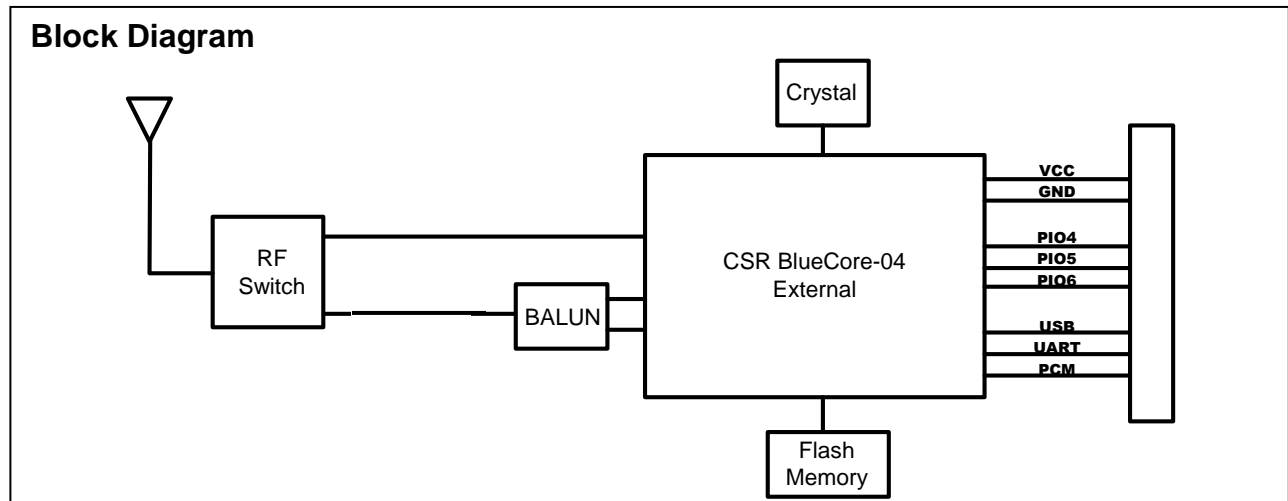 Block Diagram
Crystal
VCC
GND
PIO4
PIO5
PIO6
USB
UART
PCM
RF
Switch
BALUN
CSR BlueCore-04
External
Flash
Memory